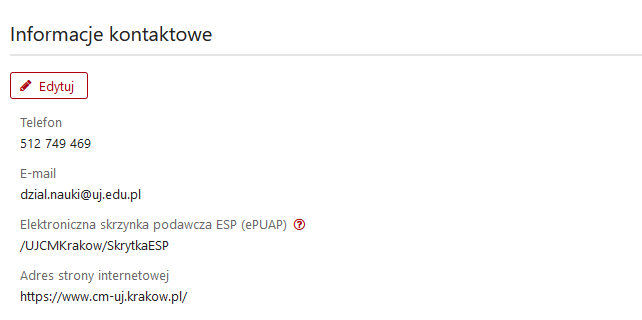 Informacje kontaktowe
Edytuj
Telefon
512 749 469
E-mail
dzial.nauki@uj.edu.pl
Elektroniczna skrzynka podawcza ESP (ePUAP)
/UJCMKrakow/SkrytkaESP
Adres strony internetowej
https://www.cm-uj.krakow.pl/